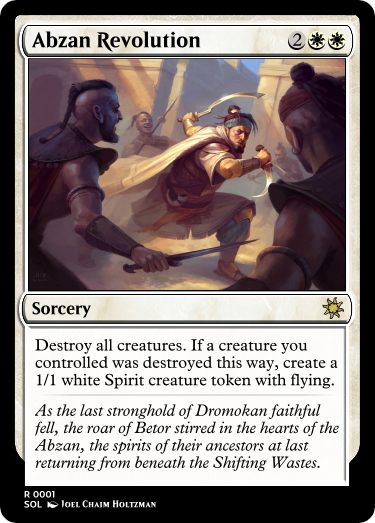 Abzan Revolution 2
Sorcery
Destroy all creatures. If a creature you
controlled was destroyed this way, create a
1/1 white Spirit creature token with flying.
As the last stronghold of Dromokan faithful
fell, the roar of Betor stirred in the hearts of the
Abzan, the spirits of their ancestors at last
returning from beneath the Shifting Wastes.
R 0001
SOL Joel Chaim Holtzman